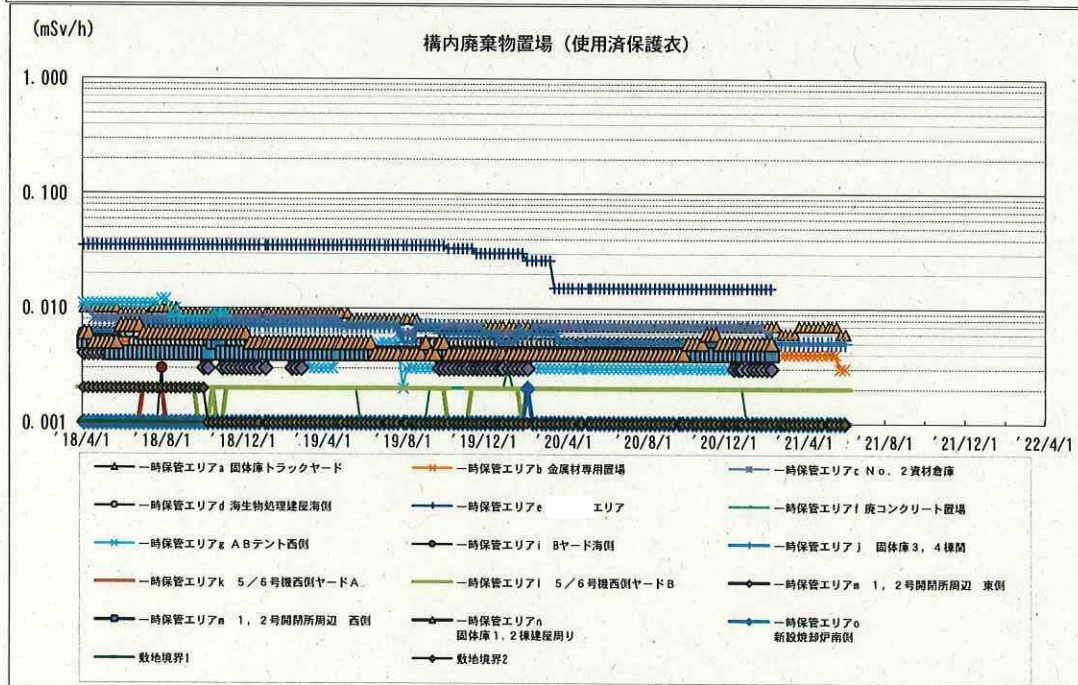 (mSv/h)
構内廃棄物置場（使用済保護衣）
1.000
0.100
0.010
0.001
'18/4/1 '18/8/1 '18/12/1 '19/4/1 '19/8/1 '19/12/1 '20/4/1 '20/8/1 '20/12/1 '21/4/1 '21/8/1 '21/12/1 '22/4/1
一時保管エリアa 固体庫トラックヤード 一時保管エリアb 金属材専用置場 一時保管エリアc No．2資材倉庫
一時保管エリアd 海生物処理建屋海側 一時保管エリアe エリア 一時保管エリアf 廃コンクリート置場
一時保管エリアg ABテント西側 一時保管エリアi Bヤード海側 一時保管エリアj 固体庫3，4棟間
一時保管エリアk 5／6号機西側ヤードA 一時保管エリアl 5／6号機西側ヤードB 一時保管エリアm 1，2号開閉所周辺 東側
一時保管エリアm 1，2号開閉所周辺 西側 一時保管エリアn 一時保管エリアo
固体庫1，2棟建屋周り 新設焼却炉南側
敷地境界1 敷地境界2